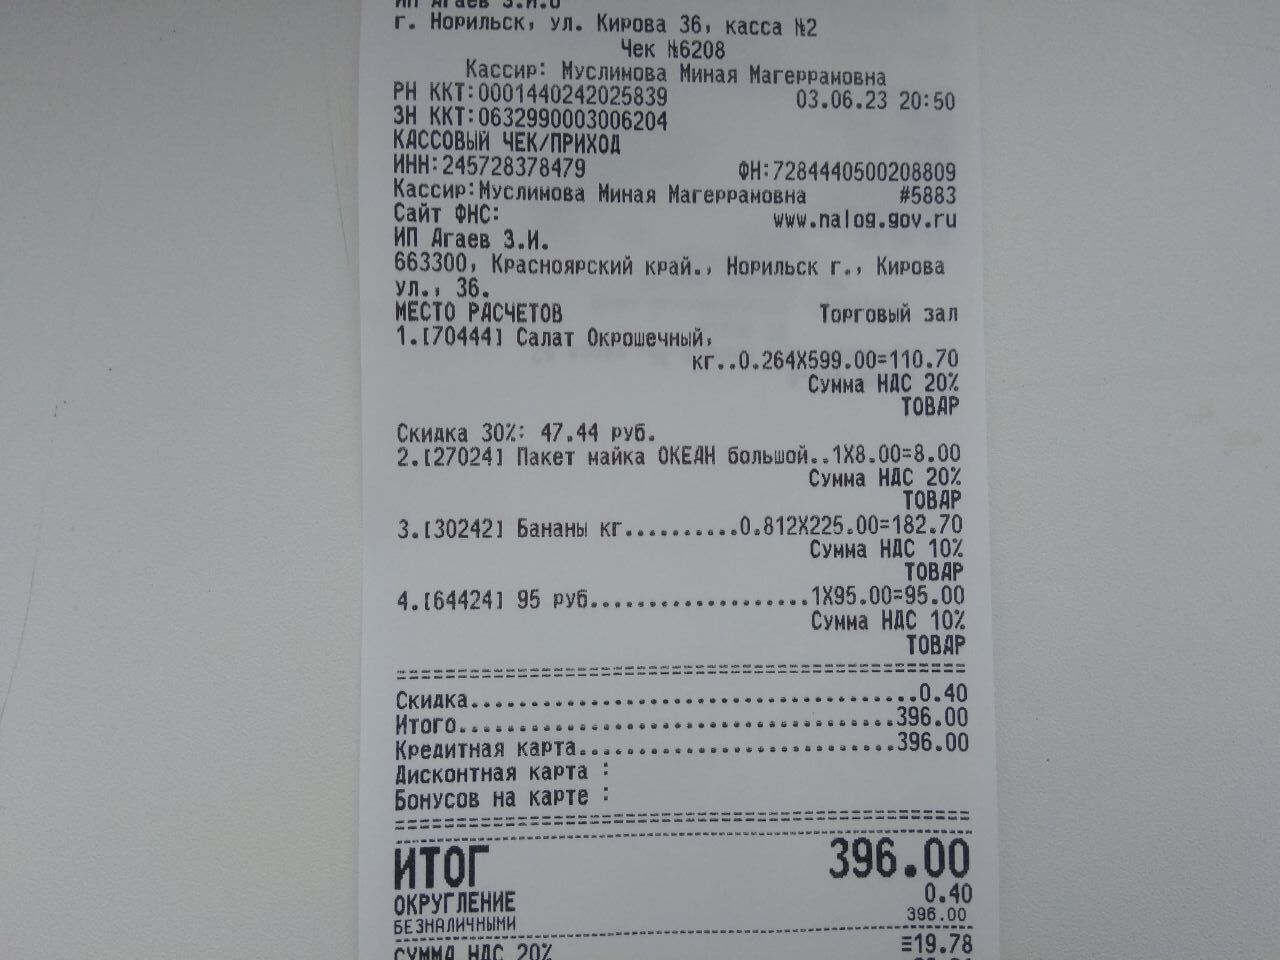 ИП Агаев З.И.О
г. Норильск, ул. Кирова 36, касса №2
Чек №6208
Кассир: Муслимова Миная Магеррамовна
РН ККТ:0001440242025839 03.06.23 20:50
ЗН ККТ:0632990003006204
КАССОВЫЙ ЧЕК/ПРИХОД
ИНН:245728378479 ФН:7284440500208809
Кассир:Муслимова Миная Магеррамовна #5883
Сайт ФНС: www.nalog.gov.ru
ИП Агаев З.И.
663300, Красноярский край., Норильск г., Кирова
ул., 36.
МЕСТО РАСЧЕТОВ Торговый зал
1.[70444] Салат Окрошечный,
кг..0.264X599.00=110.70
Сумма НДС 20%
ТОВАР
Скидка 30%: 47.44 руб.
2.[27024] Пакет майка ОКЕАН большой..1X8.00=8.00
Сумма НДС 20%
ТОВАР
3.[30242] Бананы кг..........0.812X225.00=182.70
Сумма НДС 10%
ТОВАР
4.[64424] 95 руб...................1X95.00=95.00
Сумма НДС 10%
ТОВАР
================================================
Скидка......................................0.40
Итого.....................................396.00
Кредитная карта...........................396.00
Дисконтная карта :
Бонусов на карте :
================================================
ИТОГ 396.00
ОКРУГЛЕНИЕ 0.40
БЕЗНАЛИЧНЫМИ 396.00
СУММА НДС 20% ≡19.78